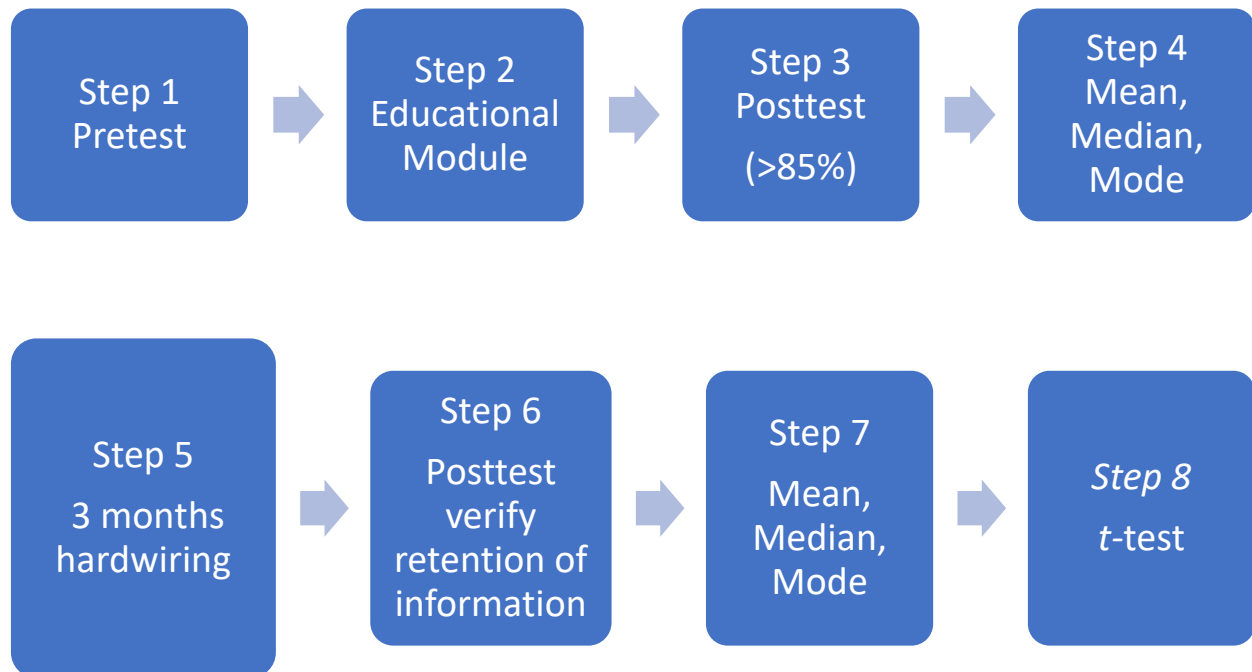 Step 1
Pretest
Step 2
Educational
Module
Step 3
Posttest
(>85%)
Step 4
Mean,
Median,
Mode
Step 5
3 months
hardwiring
Step 6
Posttest
verify
retention of
information
Step 7
Mean,
Median,
Mode
Step 8
t-test